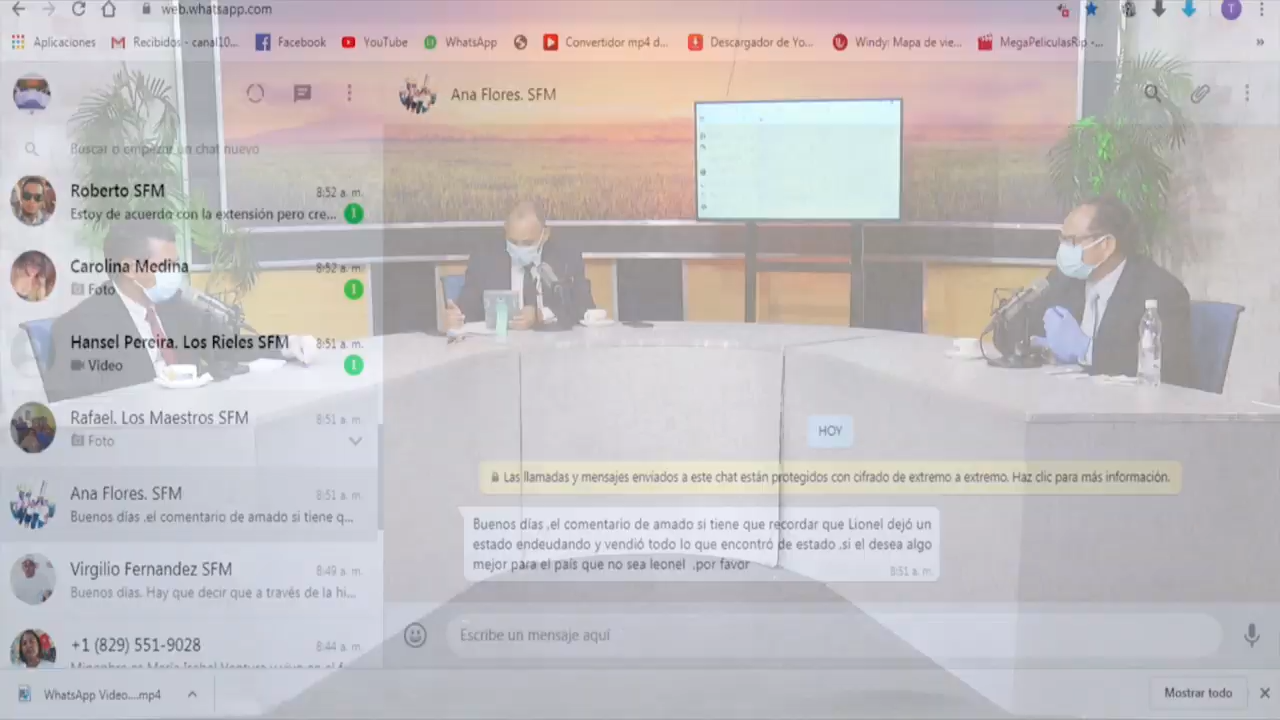 web.whatsapp.com
Aplicaciones
Recibidos - canal10...
Facebook
YouTube
WhatsApp
Convertidor mp4 d...
Descargador de Yo...
Windy: Mapa de vie...
MegaPeliculasRip -...
»
T
Ana Flores. SFM
Buscar o empezar un chat nuevo
Roberto SFM
8:52 a. m.
Estoy de acuerdo con la extensión pero cre...
1
Carolina Medina
8:52 a. m.
Foto
1
Hansel Pereira. Los Rieles SFM
8:51 a. m.
Video
1
Rafael. Los Maestros SFM
8:51 a. m.
Foto
Ana Flores. SFM
8:51 a. m.
Buenos días .el comentario de amado si tiene q...
Virgilio Fernandez SFM
8:49 a. m.
Buenos días. Hay que decir que a través de la hi...
+1 (829) 551-9028
8:44 a. m.
HOY
Las llamadas y mensajes enviados a este chat están protegidos con cifrado de extremo a extremo. Haz clic para más información.
Buenos días ,el comentario de amado si tiene que recordar que Lionel dejó un
estado endeudando y vendió todo lo que encontró de estado .si el desea algo
mejor para el país que no sea leonel .por favor
8:51 a. m.
Escribe un mensaje aquí
WhatsApp Video....mp4
Mostrar todo